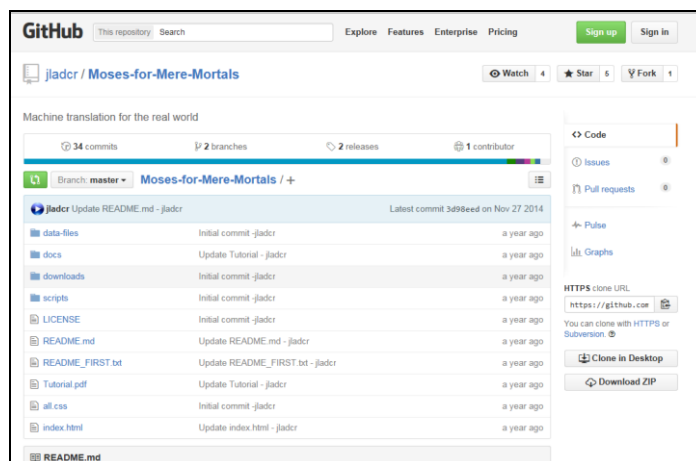 GitHub This repository Search Explore Features Enterprise Pricing Sign up Sign in
jladcr / Moses-for-Mere-Mortals Watch 4 Star 5 Fork 1
Machine translation for the real world
34 commits 2 branches 2 releases 1 contributor
Branch: master Moses-for-Mere-Mortals / +
jladcr Update README.md - jladcr Latest commit 3d98eed on Nov 27 2014
data-files Initial commit -jladcr a year ago
docs Update Tutorial - jladcr a year ago
downloads Initial commit -jladcr a year ago
scripts Initial commit -jladcr a year ago
LICENSE Initial commit -jladcr a year ago
README.md Update README.md - jladcr a year ago
README_FIRST.txt Update README_FIRST.txt - jladcr a year ago
Tutorial.pdf Update Tutorial - jladcr a year ago
all.css Initial commit -jladcr a year ago
index.html Update index.html - jladcr a year ago
README.md
Code
Issues 0
Pull requests 0
Pulse
Graphs
HTTPS clone URL
https://github.com
You can clone with HTTPS or
Subversion.
Clone in Desktop
Download ZIP